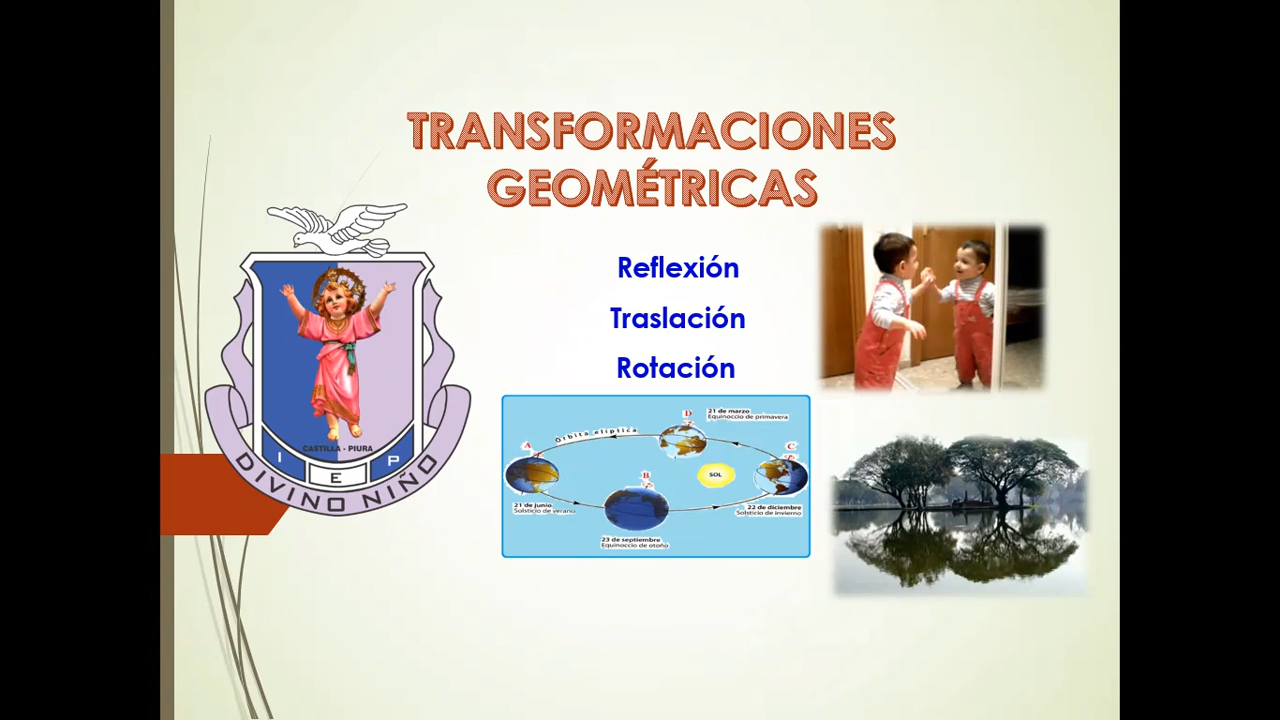 TRANSFORMACIONES
GEOMÉTRICAS
Reflexión
Traslación
Rotación
CASTILLA - PIURA
I E P
DIVINO NIÑO
Órbita elíptica
A
B
C
D
SOL
21 de marzo
Equinoccio de primavera
21 de junio
Solsticio de verano
22 de diciembre
Solsticio de invierno
23 de septiembre
Equinoccio de otoño